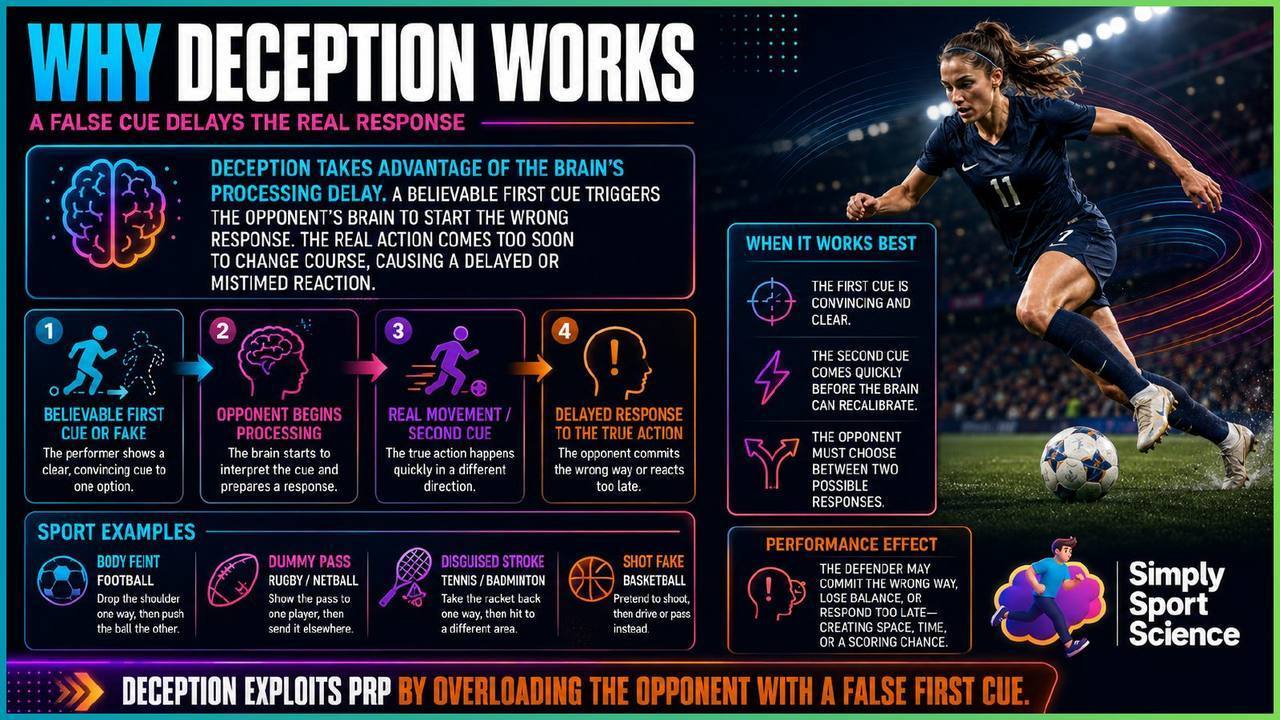 WHY DECEPTION WORKS
A FALSE CUE DELAYS THE REAL RESPONSE
DECEPTION TAKES ADVANTAGE OF THE BRAIN'S
PROCESSING DELAY. A BELIEVABLE FIRST CUE TRIGGERS
THE OPPONENT'S BRAIN TO START THE WRONG
RESPONSE. THE REAL ACTION COMES TOO SOON
TO CHANGE COURSE, CAUSING A DELAYED OR
MISTIMED REACTION.
1
BELIEVABLE FIRST
CUE OR FAKE
The performer shows a
clear, convincing cue to
one option.
2
OPPONENT BEGINS
PROCESSING
The brain starts to
interpret the cue and
prepares a response.
3
REAL MOVEMENT /
SECOND CUE
The true action happens
quickly in a different
direction.
4
DELAYED RESPONSE
TO THE TRUE ACTION
The opponent commits
the wrong way or reacts
too late.
SPORT EXAMPLES
BODY FEINT
FOOTBALL
Drop the shoulder
one way, then push
the ball the other.
DUMMY PASS
RUGBY / NETBALL
Show the pass to
one player, then
send it elsewhere.
DISGUISED STROKE
TENNIS / BADMINTON
Take the racket back
one way, then hit to
a different area.
SHOT FAKE
BASKETBALL
Pretend to shoot,
then drive or pass
instead.
WHEN IT WORKS BEST
THE FIRST CUE IS
CONVINCING AND
CLEAR.
THE SECOND CUE
COMES QUICKLY
BEFORE THE BRAIN
CAN RECALIBRATE.
THE OPPONENT
MUST CHOOSE
BETWEEN TWO
POSSIBLE
RESPONSES.
11
7
PERFORMANCE EFFECT
THE DEFENDER MAY
COMMIT THE WRONG WAY,
LOSE BALANCE, OR
RESPOND TOO LATE—
CREATING SPACE, TIME,
OR A SCORING CHANCE.
Simply
Sport
Science
DECEPTION EXPLOITS PRP BY OVERLOADING THE OPPONENT WITH A FALSE FIRST CUE.